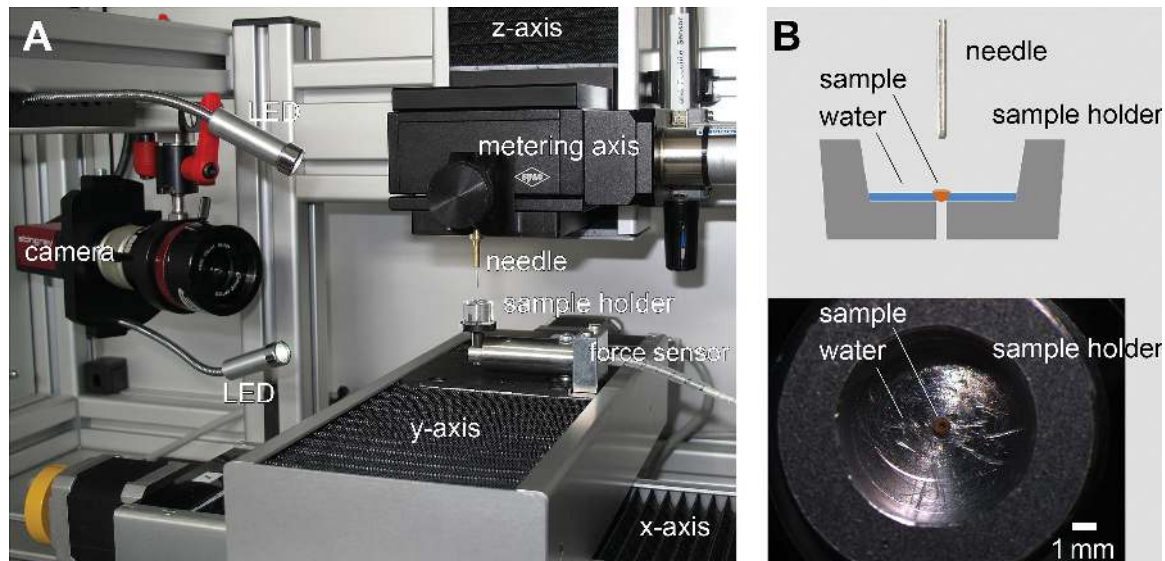 A
z-axis
LED
metering axis
camera
needle
sample holder
force sensor
LED
y-axis
x-axis
B
needle
sample
water
sample holder
sample
water
sample holder
1 mm